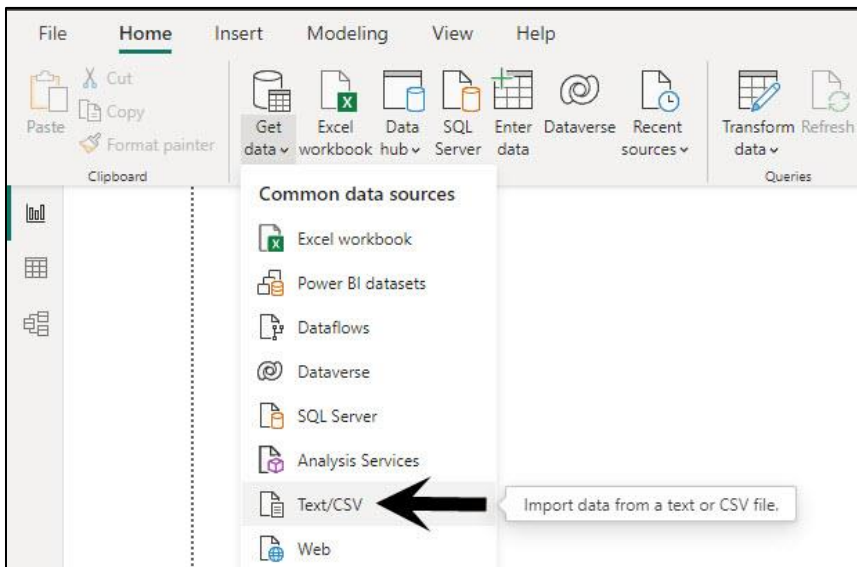 File Home Insert Modeling View Help
Cut
Copy
Format painter
Paste
Clipboard
Get data
Excel workbook
Data hub
SQL Server
Enter data
Dataverse
Recent sources
Transform data
Refresh
Queries
Common data sources
Excel workbook
Power BI datasets
Dataflows
Dataverse
SQL Server
Analysis Services
Text/CSV
Import data from a text or CSV file.
Web